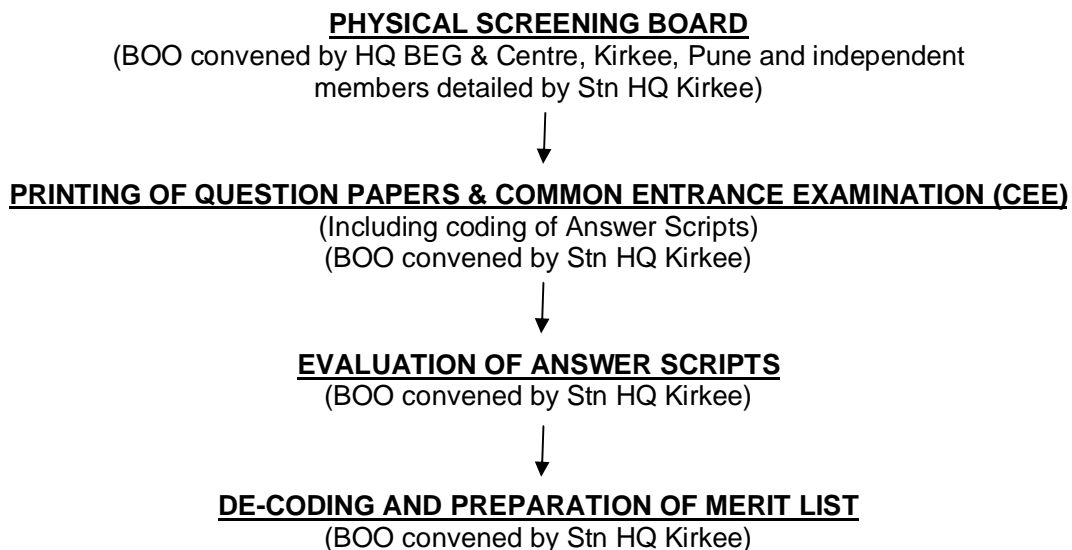 PHYSICAL SCREENING BOARD
(BOO convened by HQ BEG & Centre, Kirkee, Pune and independent
members detailed by Stn HQ Kirkee)
PRINTING OF QUESTION PAPERS & COMMON ENTRANCE EXAMINATION (CEE)
(Including coding of Answer Scripts)
(BOO convened by Stn HQ Kirkee)
EVALUATION OF ANSWER SCRIPTS
(BOO convened by Stn HQ Kirkee)
DE-CODING AND PREPARATION OF MERIT LIST
(BOO convened by Stn HQ Kirkee)